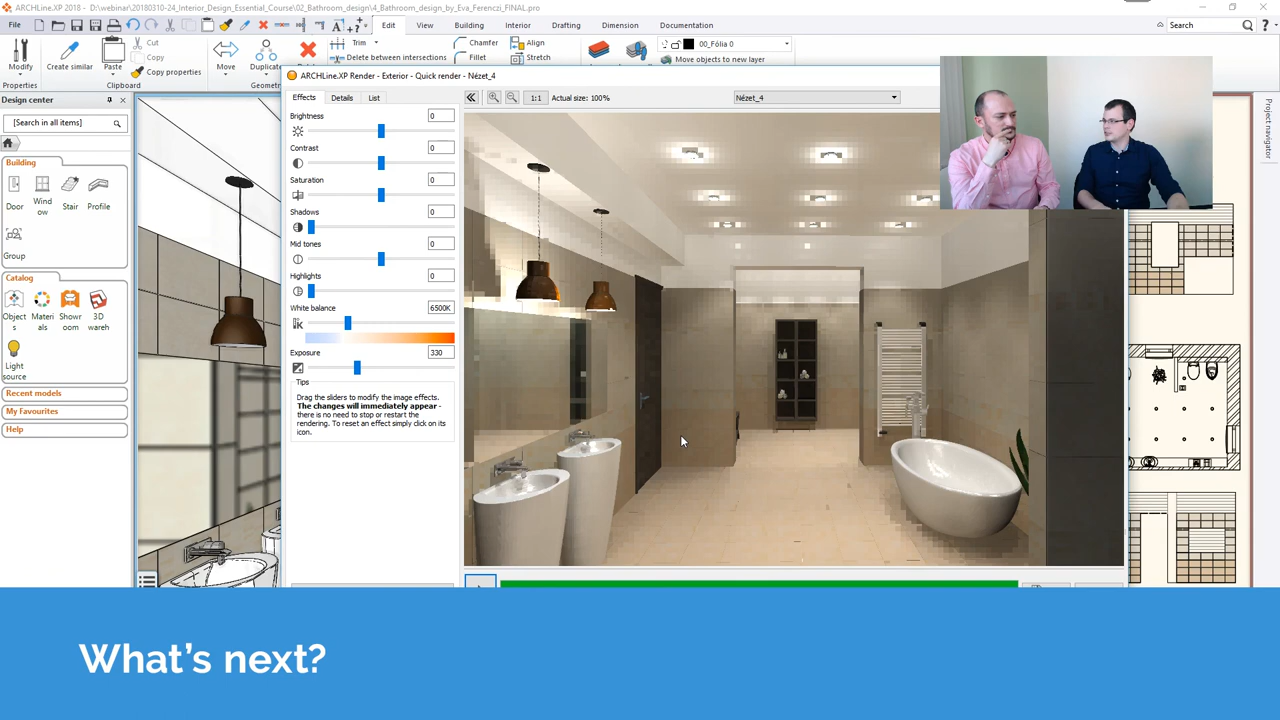 ARCHLine.XP 2018 - D:\webinar\20180310-24_Interior_Design_Essential_Course\02_Bathroom_design\4_Bathroom_design_by_Eva_Ferenczi_FINAL.pro
File
Edit
View
Building
Interior
Drafting
Dimension
Documentation
Search
Modify
Create similar
Paste
Cut
Copy
Copy properties
Move
Duplicate
Trim
Delete between intersections
Chamfer
Fillet
Align
Stretch
00_Fólia 0
Move objects to new layer
Properties
Clipboard
Design center
[Search in all items]
Building
Door
Window
Stair
Profile
Group
Catalog
Objects
Materials
Showroom
3D wareh
Light source
Recent models
My Favourites
Help
ARCHLine.XP Render - Exterior - Quick render - Nézet_4
Effects
Details
List
1:1
Actual size: 100%
Nézet_4
Brightness
0
Contrast
0
Saturation
0
Shadows
0
Mid tones
0
Highlights
0
White balance
6500K
Exposure
330
Tips
Drag the sliders to modify the image effects.
The changes will immediately appear -
there is no need to stop or restart the
rendering. To reset an effect simply click on its
icon.
Project navigator
What's next?